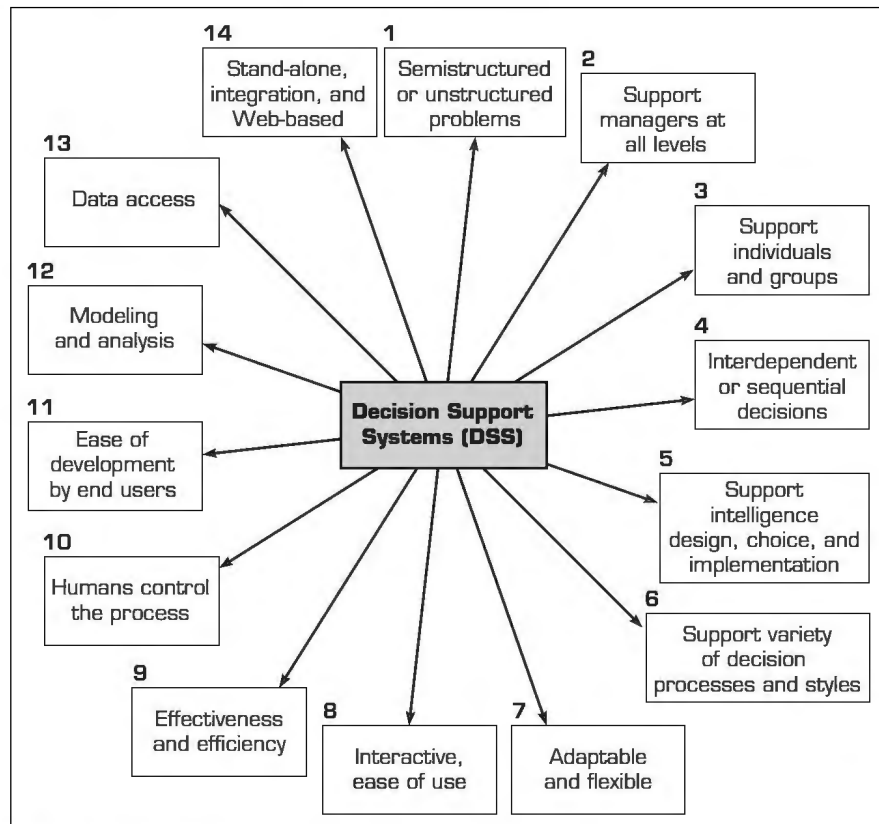 14
Stand-alone,
integration, and
Web-based
1
Semistructured
or unstructured
problems
2
Support
managers at
all levels
13
Data access
3
Support
individuals
and groups
12
Modeling
and analysis
4
Interdependent
or sequential
decisions
Decision Support
Systems (DSS)
11
Ease of
development
by end users
5
Support
intelligence
design, choice, and
implementation
10
Humans control
the process
6
Support variety
of decision
processes and styles
9
Effectiveness
and efficiency
8
Interactive,
ease of use
7
Adaptable
and flexible